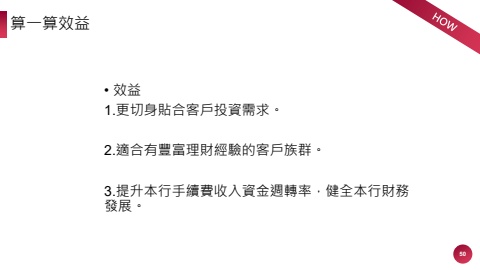 算一算效益
HOW
• 效益
1.更切身貼合客戶投資需求。
2.適合有豐富理財經驗的客戶族群。
3.提升本行手續費收入資金週轉率，健全本行財務
發展。
50